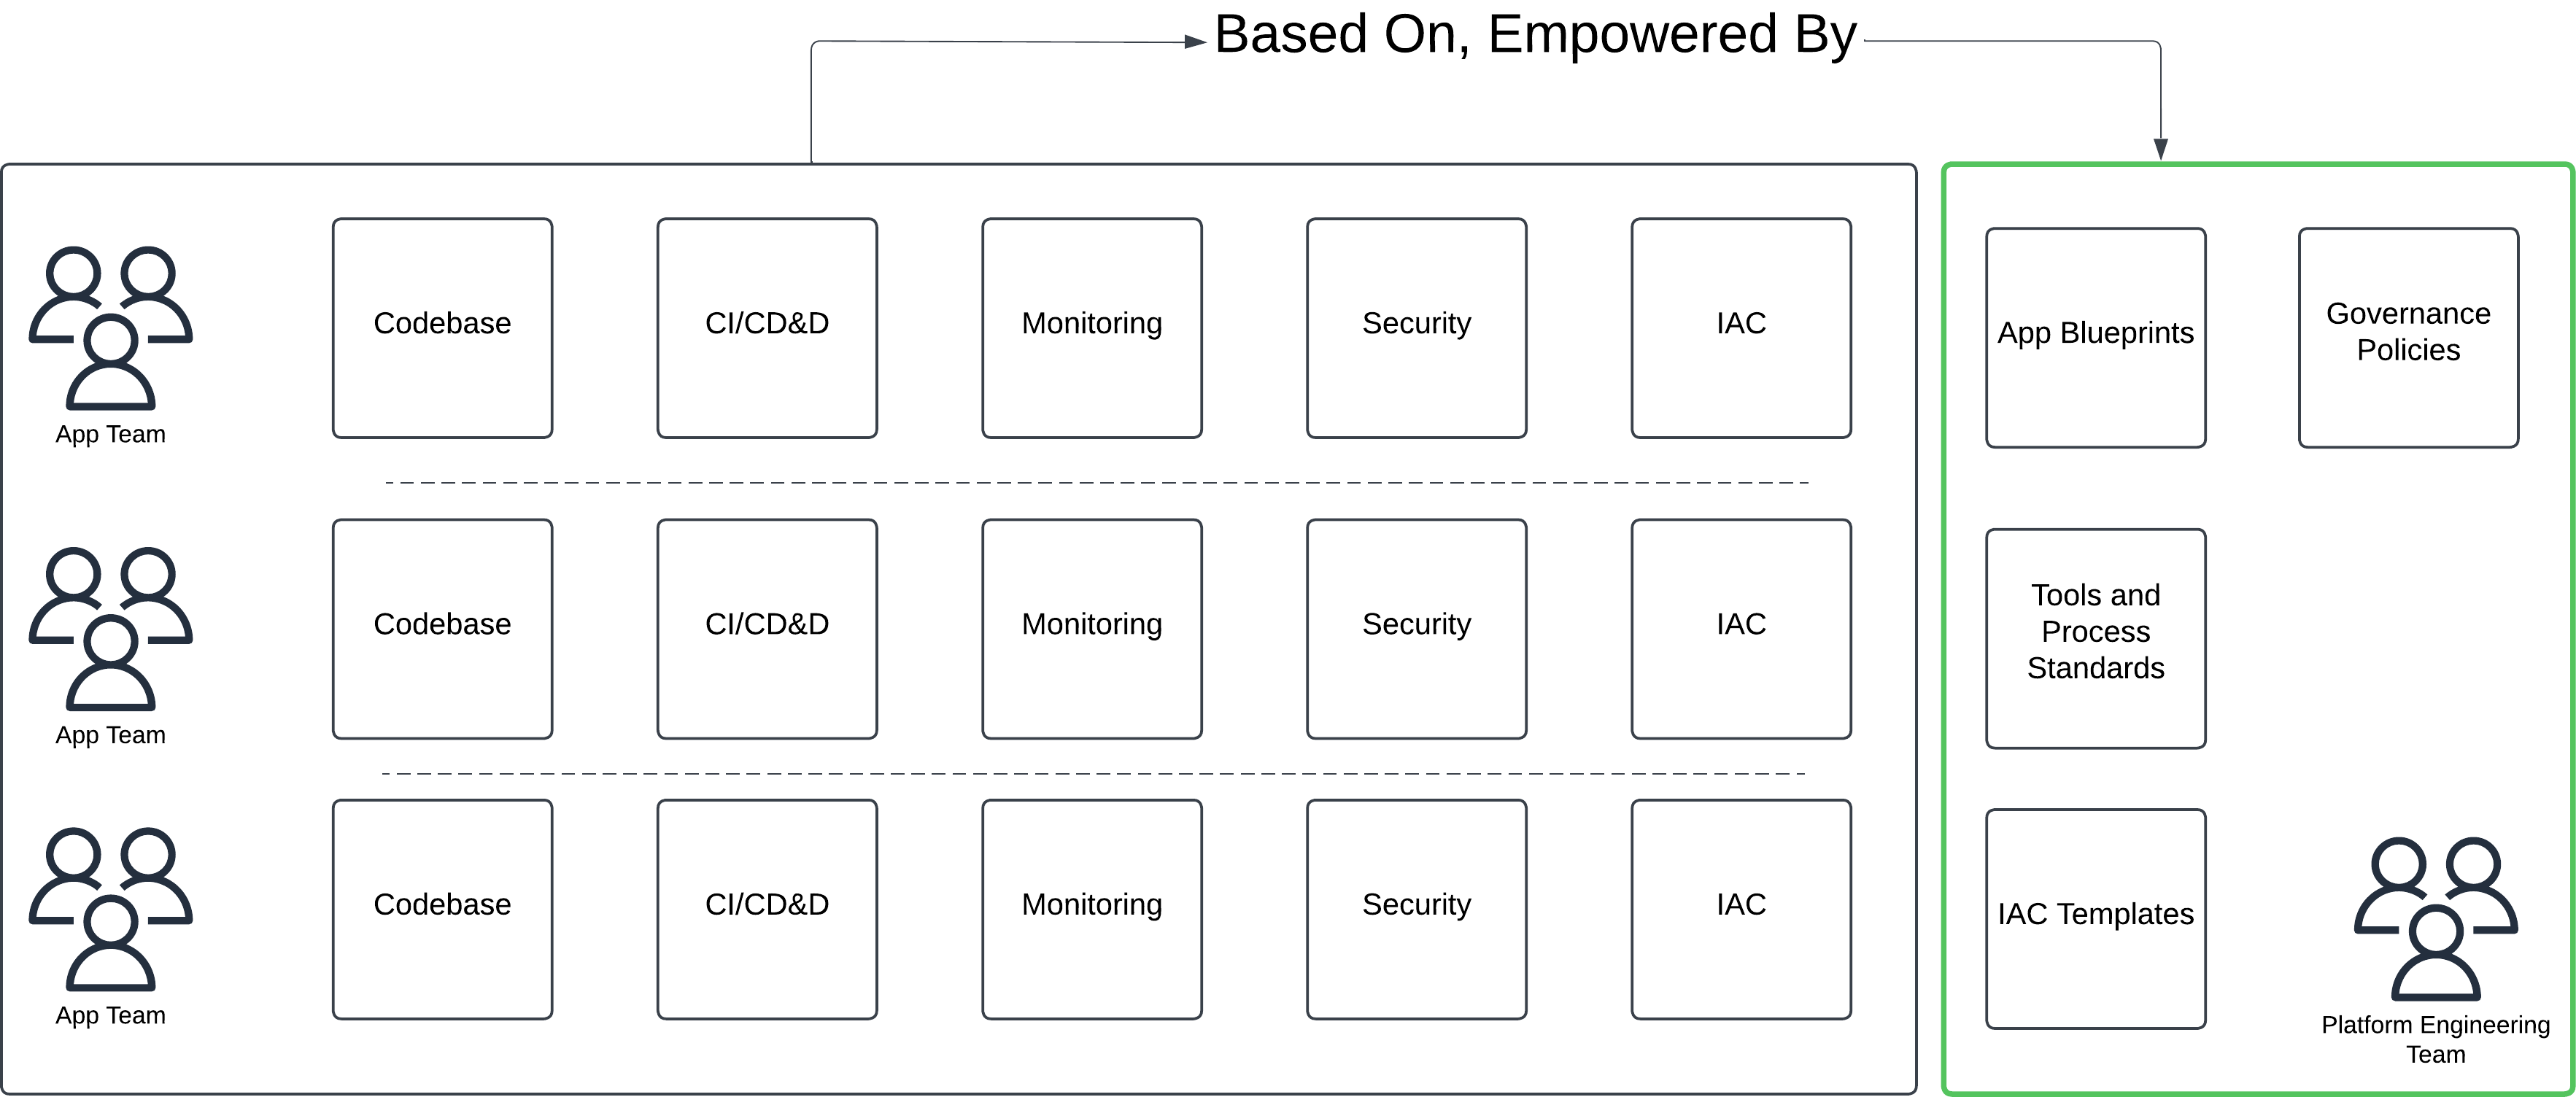 Based On, Empowered By
Codebase
CI/CD&D
Monitoring
Security
IAC
App Team
Codebase
CI/CD&D
Monitoring
Security
IAC
App Team
Codebase
CI/CD&D
Monitoring
Security
IAC
App Team
App Blueprints
Governance
Policies
Tools and
Process
Standards
IAC Templates
Platform Engineering
Team